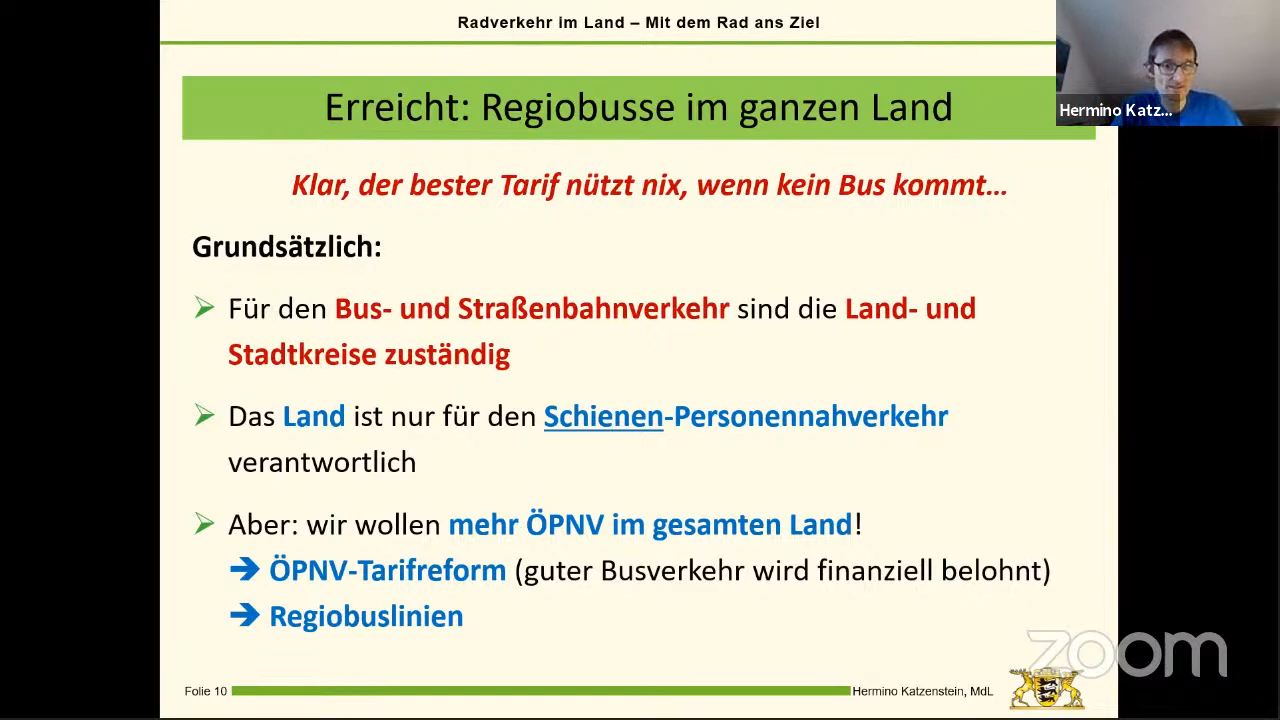 Radverkehr im Land – Mit dem Rad ans Ziel
Hermino Katz...
Erreicht: Regiobusse im ganzen Land
Klar, der bester Tarif nützt nix, wenn kein Bus kommt...
Grundsätzlich:
Für den Bus- und Straßenbahnverkehr sind die Land- und
Stadtkreise zuständig
Das Land ist nur für den Schienen-Personennahverkehr
verantwortlich
Aber: wir wollen mehr ÖPNV im gesamten Land!
➔ ÖPNV-Tarifreform (guter Busverkehr wird finanziell belohnt)
➔ Regiobuslinien
zoom
Folie 10
Hermino Katzenstein, MdL